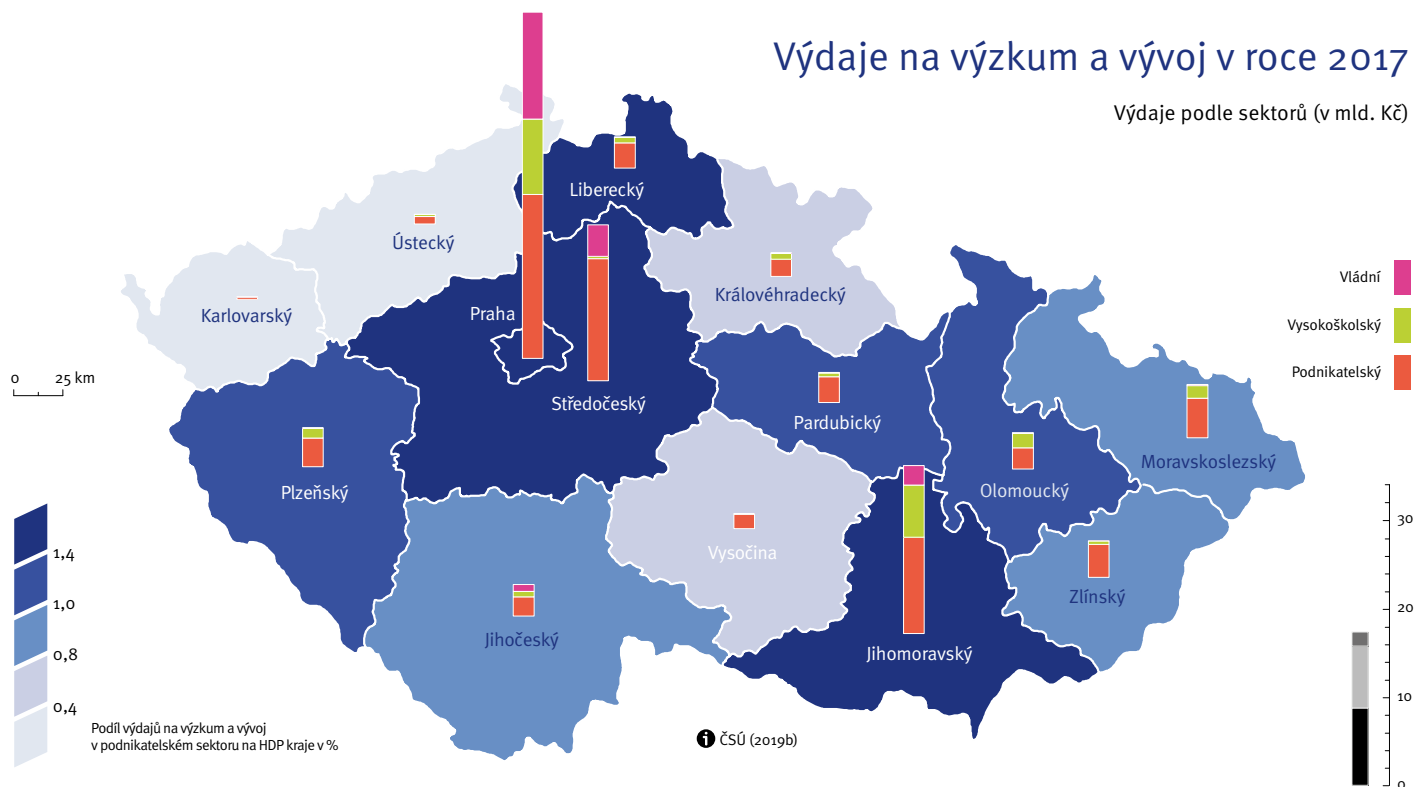 Výdaje na výzkum a vývoj v roce 2017
Výdaje podle sektorů (v mld. Kč)
Liberecký
Ústecký
Karlovarský
Praha
Královéhradecký
Středočeský
Pardubický
Plzeňský
Vysočina
Olomoucký
Moravskoslezský
Jihočeský
Jihomoravský
Zlínský
Vládní
Vysokoškolský
Podnikatelský
0 25 km
1,4
1,0
0,8
0,4
Podíl výdajů na výzkum a vývoj
v podnikatelském sektoru na HDP kraje v %
i ČSÚ (2019b)
30
20
10
0